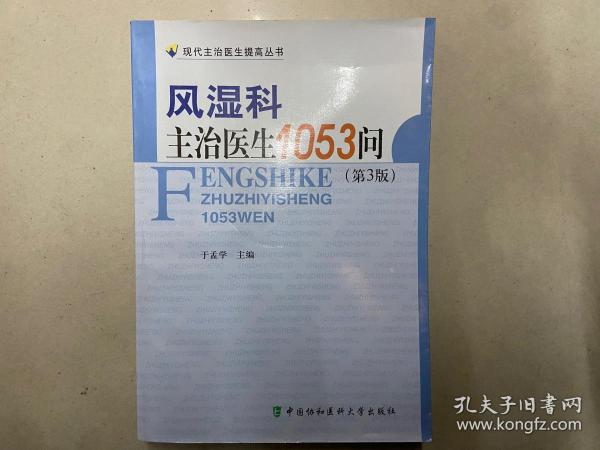 现代主治医生提高丛书
风湿科
主治医生1053问
(第3版)
FENGSHIKE
ZHUZHIYISHENG
1053WEN
于孟学 主编
中国协和医科大学出版社
孔夫子旧书网
www.kongfz.com